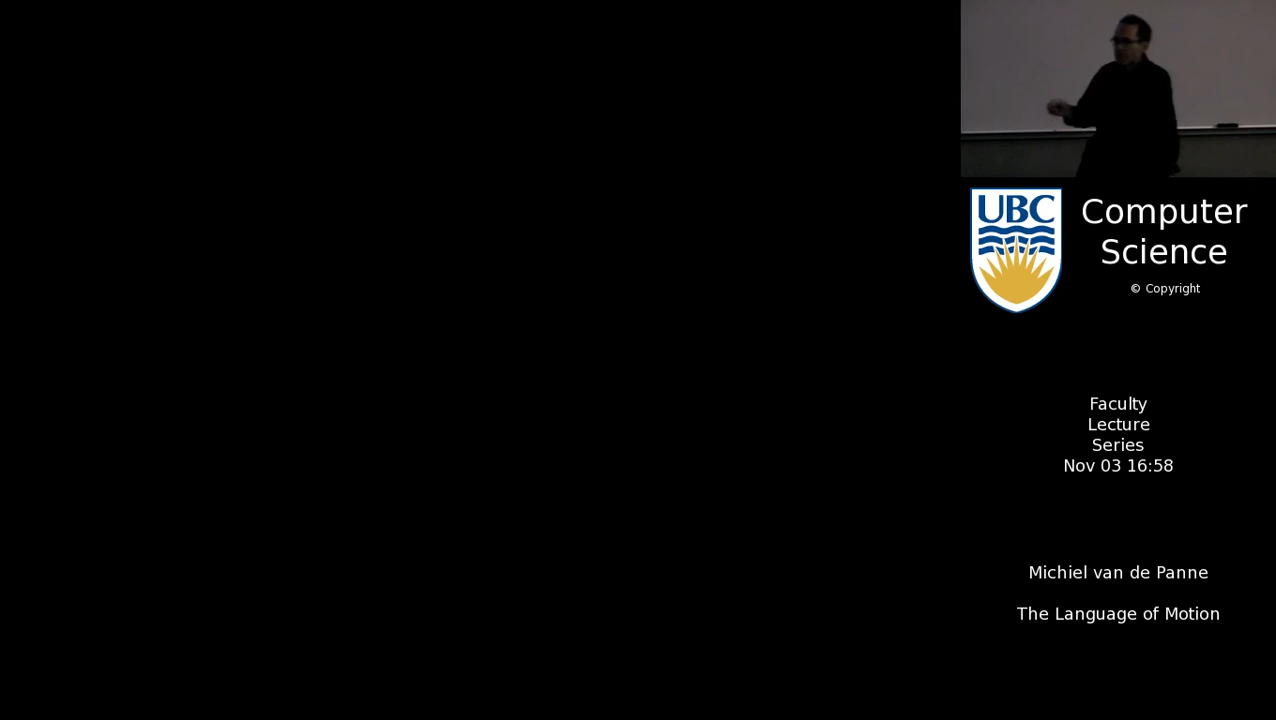 UBC
Computer
Science
© Copyright
Faculty
Lecture
Series
Nov 03 16:58
Michiel van de Panne
The Language of Motion